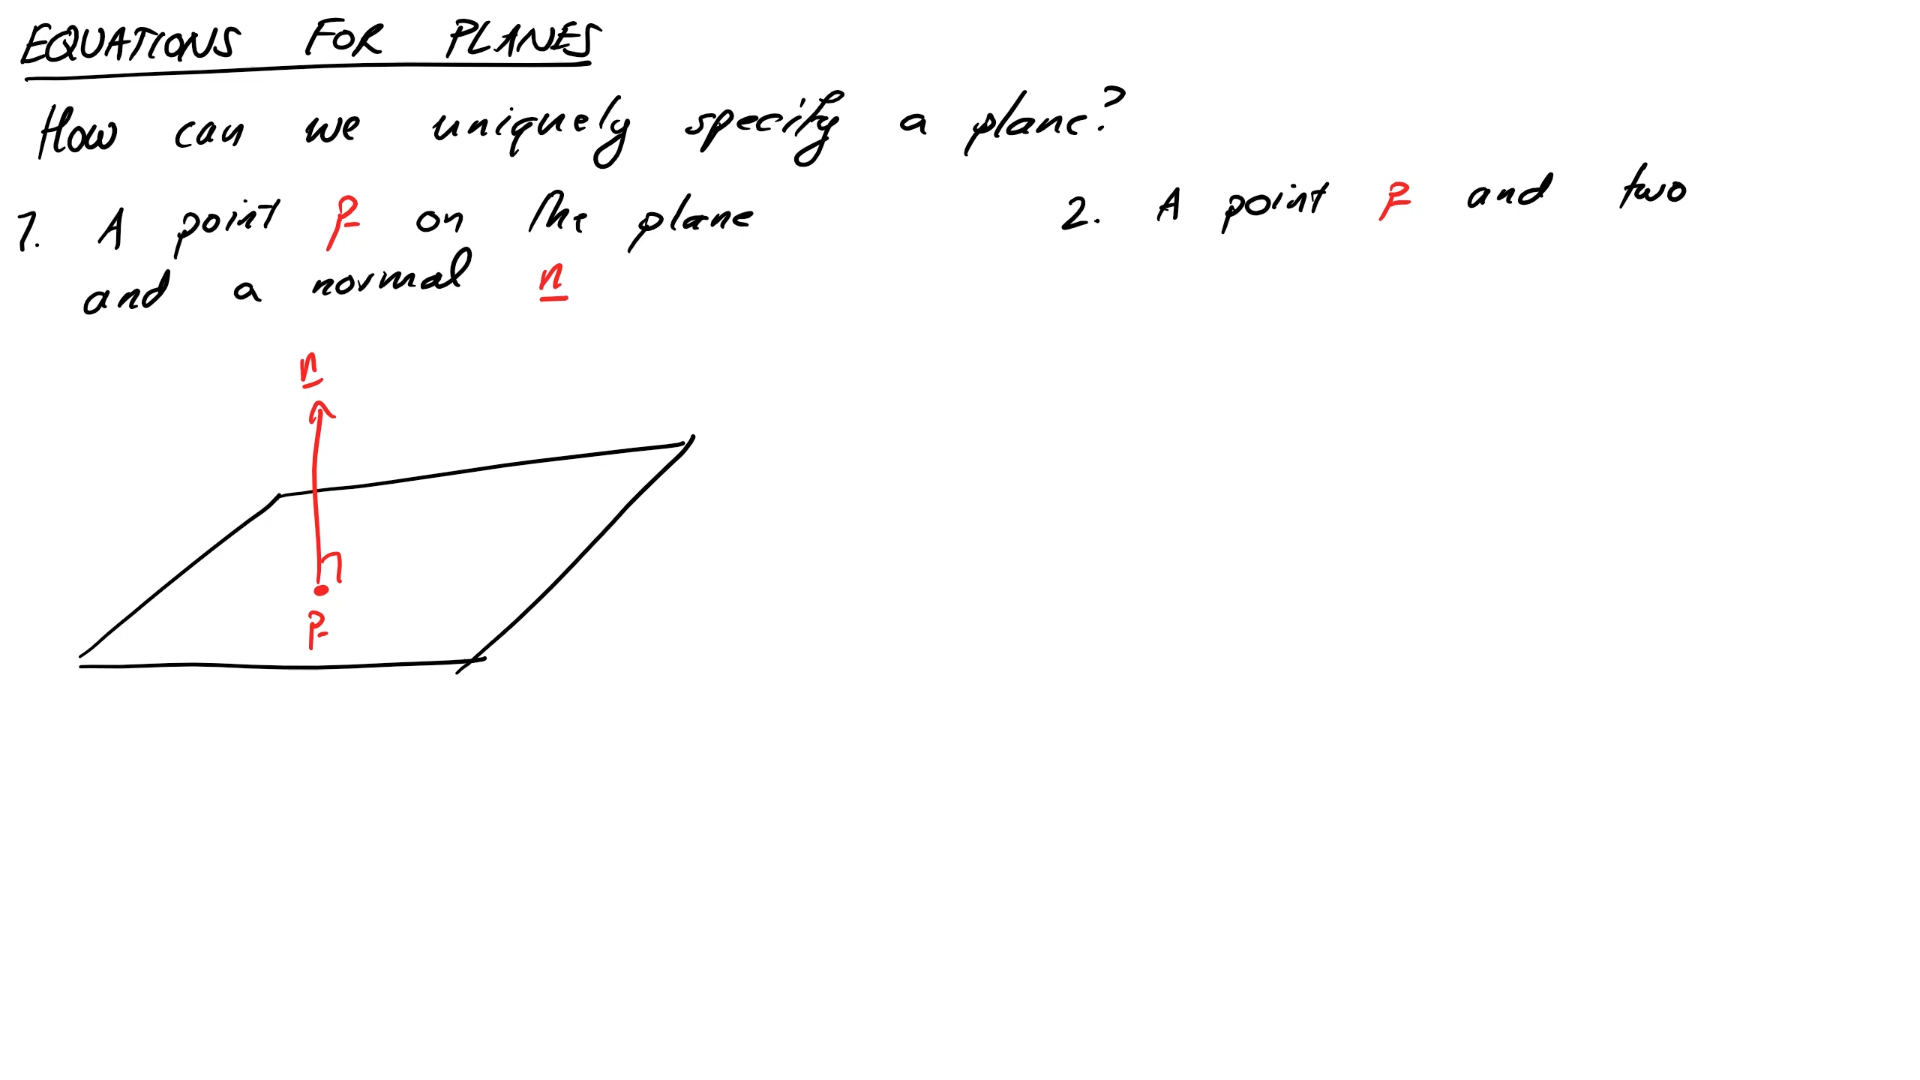 EQUATIONS FOR PLANES
How can we uniquely specify a plane?
1. A point p on the plane
and a normal n
2. A point p and two
n
p